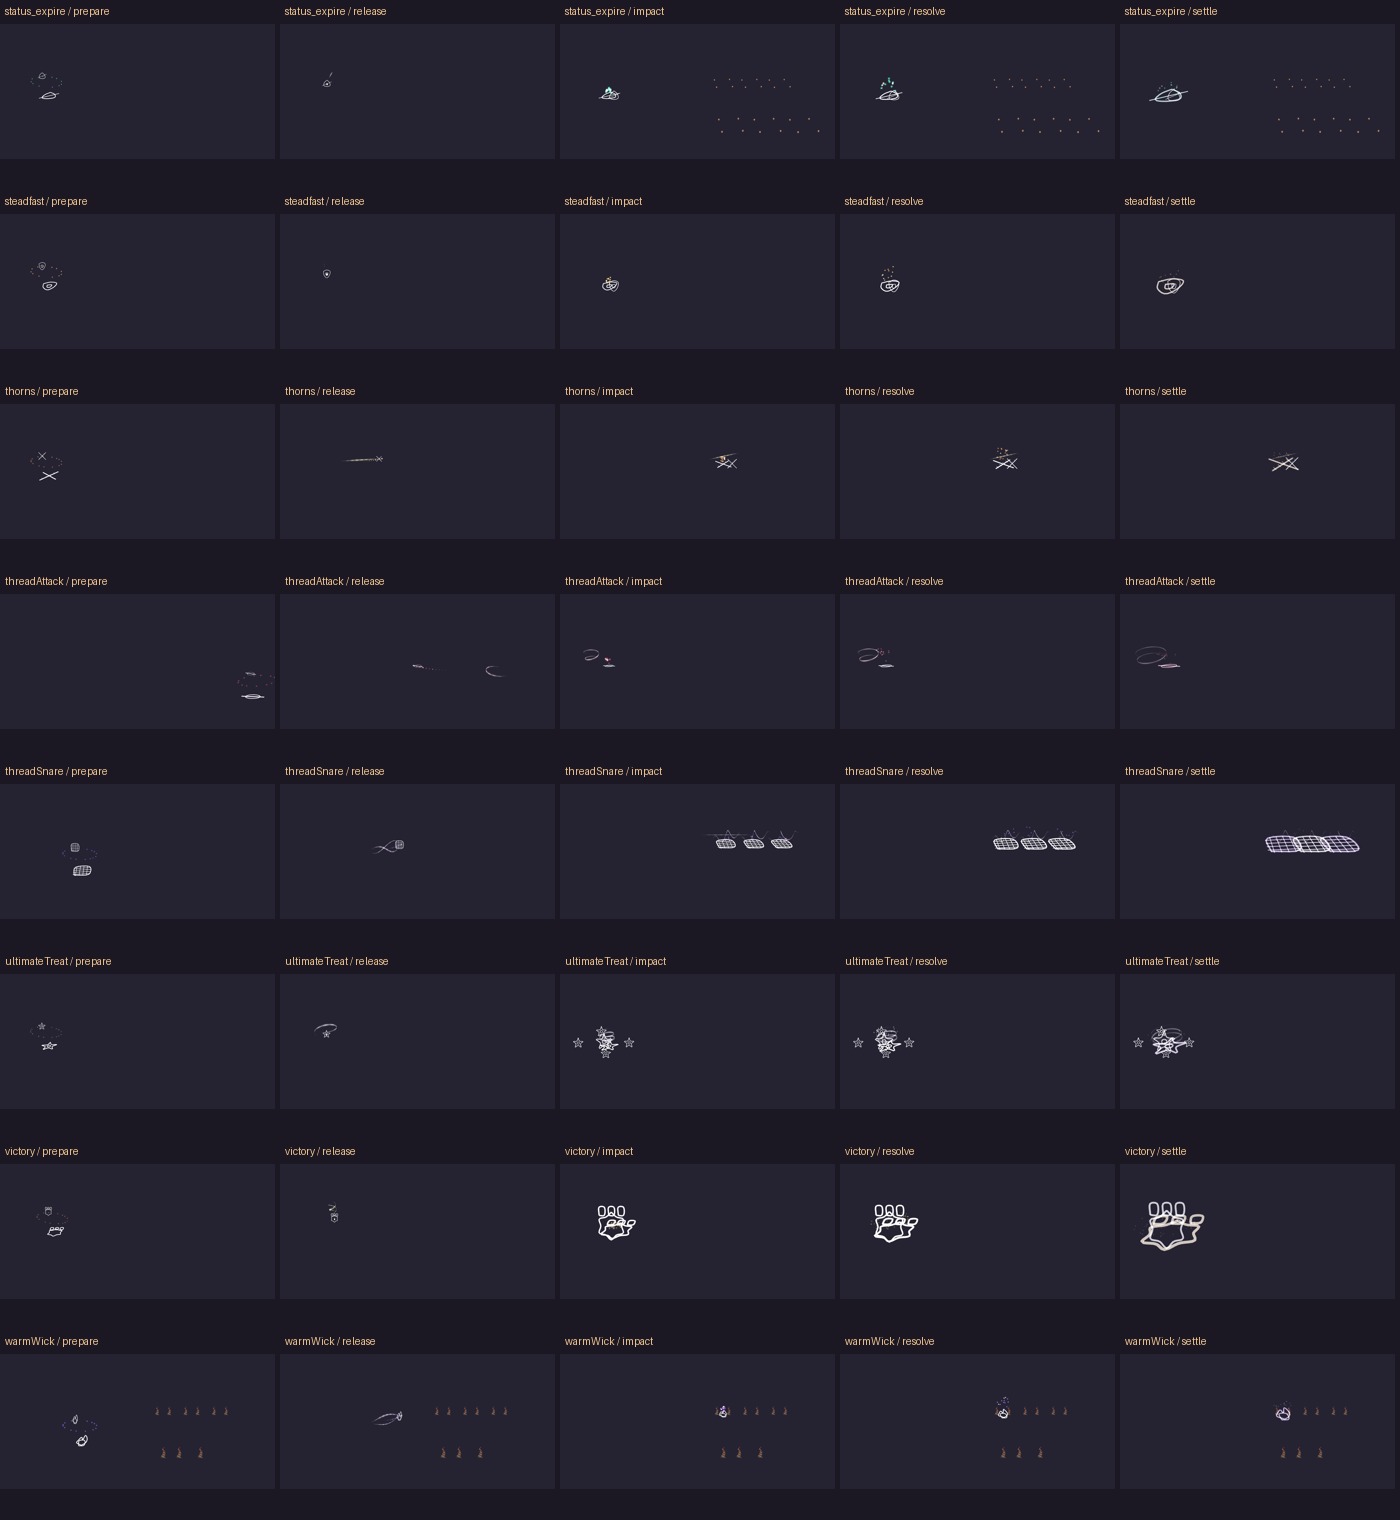 status_expire / prepare
status_expire / release
status_expire / impact
status_expire / resolve
status_expire / settle
steadfast / prepare
steadfast / release
steadfast / impact
steadfast / resolve
steadfast / settle
thorns / prepare
thorns / release
thorns / impact
thorns / resolve
thorns / settle
threadAttack / prepare
threadAttack / release
threadAttack / impact
threadAttack / resolve
threadAttack / settle
threadSnare / prepare
threadSnare / release
threadSnare / impact
threadSnare / resolve
threadSnare / settle
ultimateTreat / prepare
ultimateTreat / release
ultimateTreat / impact
ultimateTreat / resolve
ultimateTreat / settle
victory / prepare
victory / release
victory / impact
victory / resolve
victory / settle
warmWick / prepare
warmWick / release
warmWick / impact
warmWick / resolve
warmWick / settle